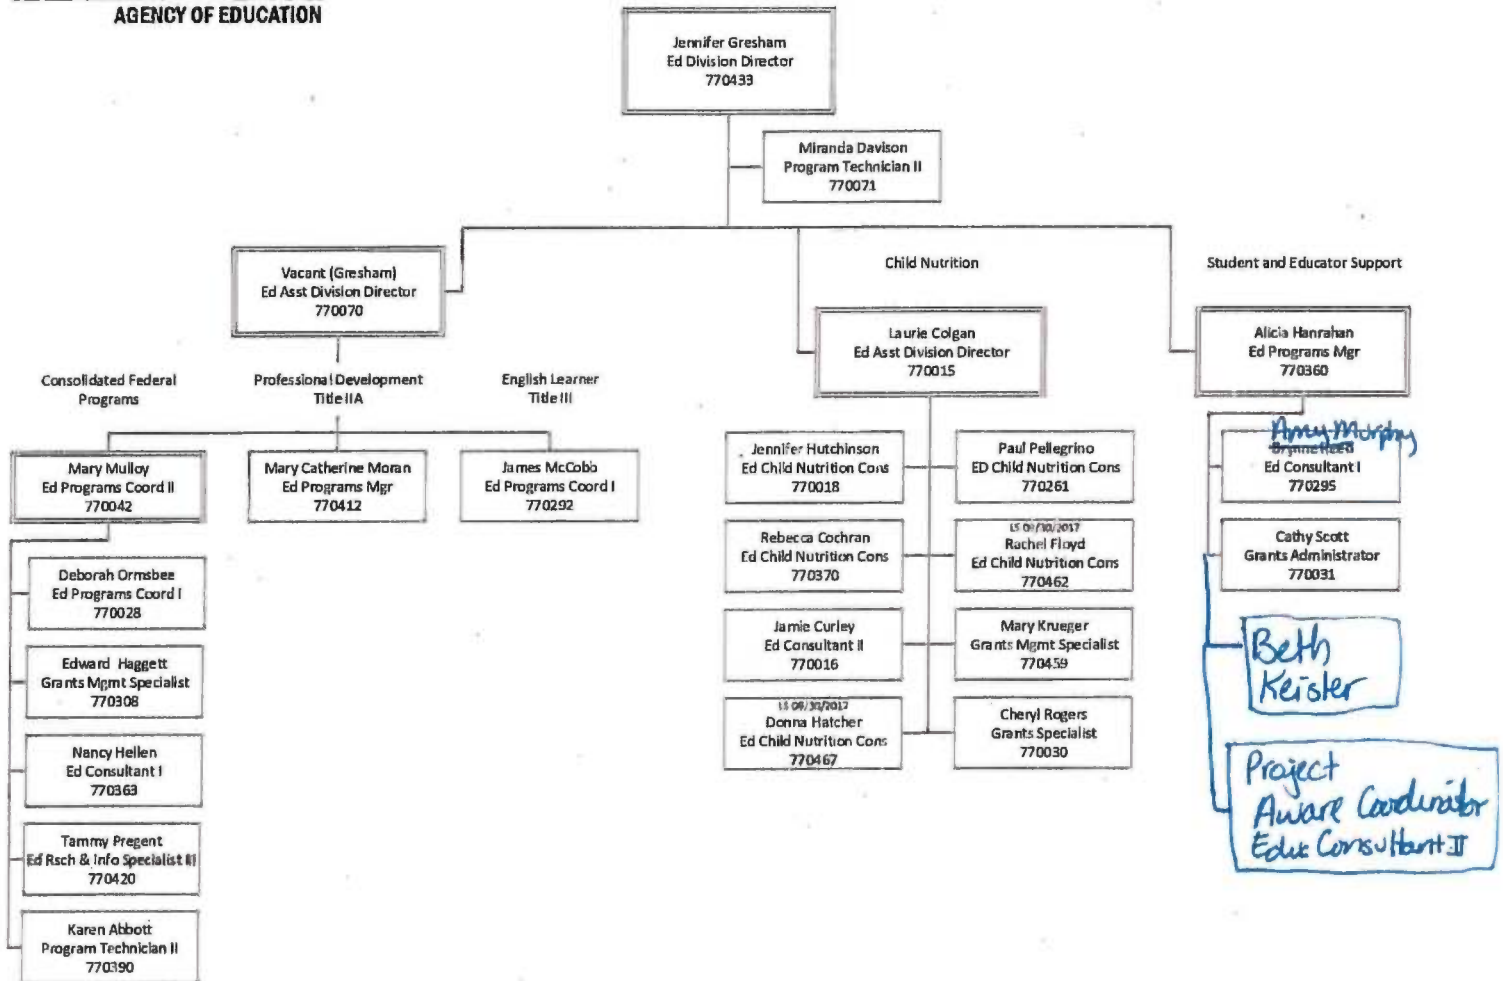 AGENCY OF EDUCATION
Jennifer Gresham
Ed Division Director
770433
Miranda Davison
Program Technician II
770071
Vacant (Gresham)
Ed Asst Division Director
770070
Child Nutrition
Student and Educator Support
Laurie Colgan
Ed Asst Division Director
770015
Alicia Hanrahan
Ed Programs Mgr
770360
Consolidated Federal
Programs
Professional Development
Title IIA
English Learner
Title III
Mary Mulloy
Ed Programs Coord II
770042
Mary Catherine Moran
Ed Programs Mgr
770412
James McCobb
Ed Programs Coord I
770292
Deborah Ormsbee
Ed Programs Coord I
770028
Edward Haggett
Grants Mgmt Specialist
770308
Nancy Hellen
Ed Consultant I
770363
Tammy Pregent
Ed Rsch & Info Specialist III
770420
Karen Abbott
Program Technician II
770390
Jennifer Hutchinson
Ed Child Nutrition Cons
770018
Paul Pellegrino
ED Child Nutrition Cons
770261
Rebecca Cochran
Ed Child Nutrition Cons
770370
LS 09/30/2017
Rachel Floyd
Ed Child Nutrition Cons
770462
Jamie Curley
Ed Consultant II
770016
Mary Krueger
Grants Mgmt Specialist
770459
LS 09/30/2017
Donna Hatcher
Ed Child Nutrition Cons
770467
Cheryl Rogers
Grants Specialist
770030
Amy Murphy
Ed Consultant I
770295
Cathy Scott
Grants Administrator
770031
Beth
Keister
Project
Aware Coordinator
Educ Consultant II